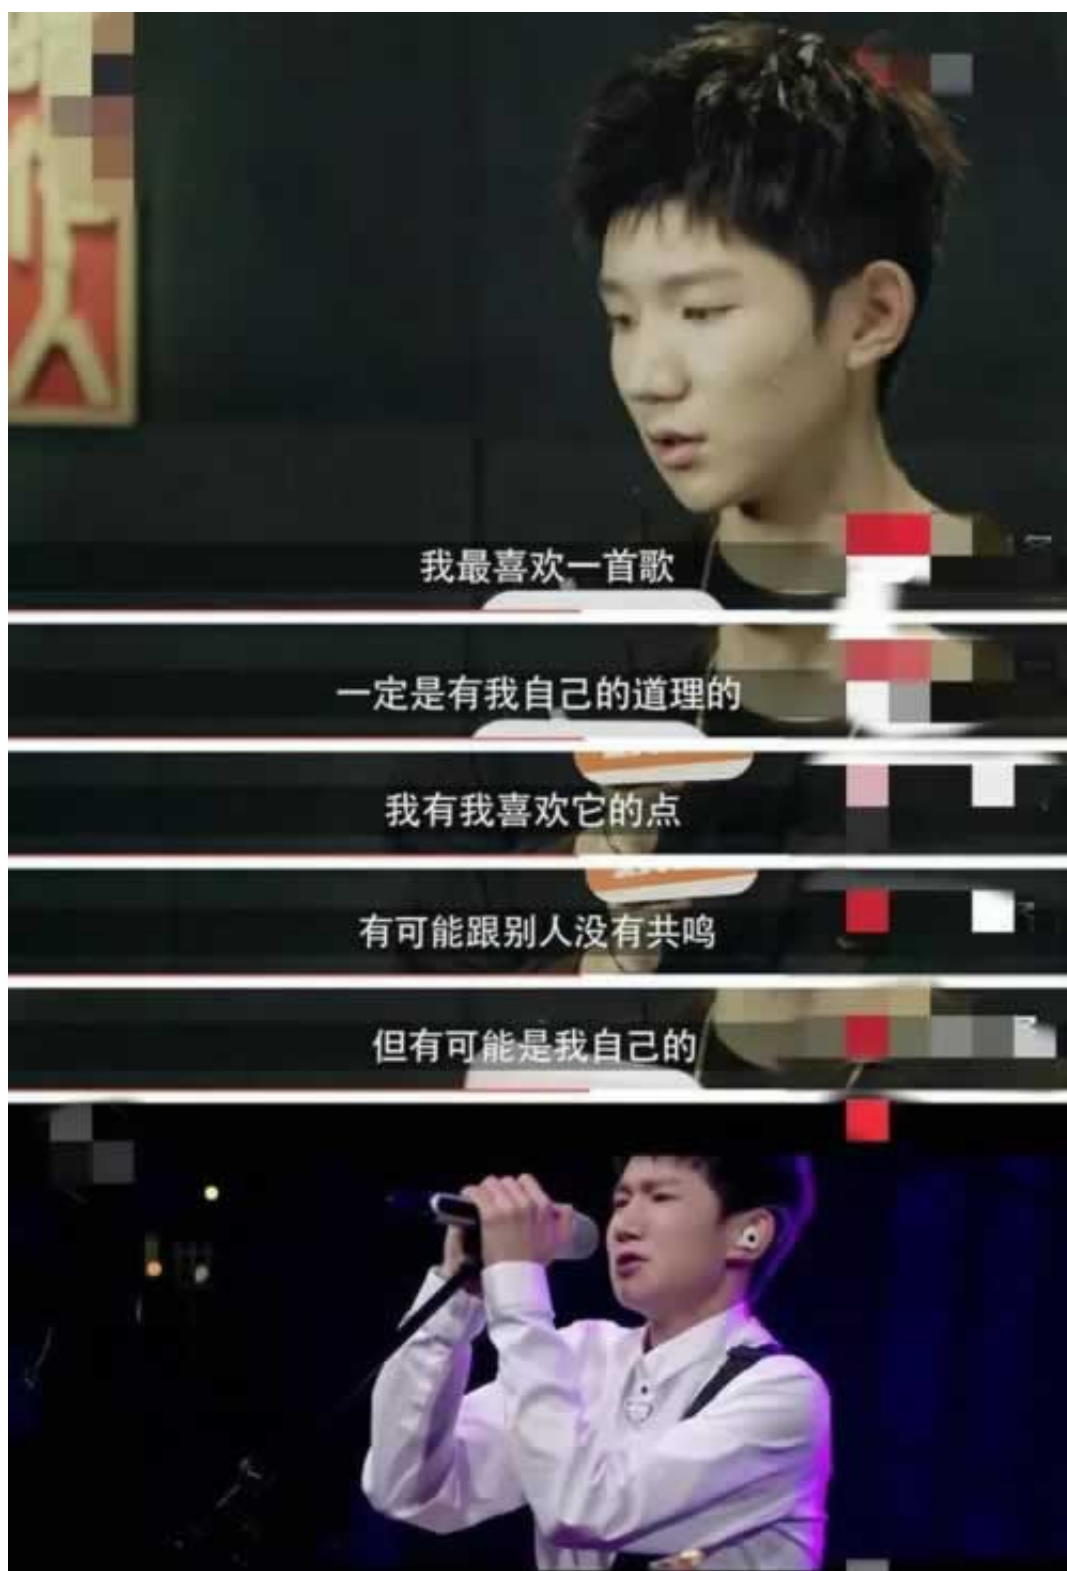 我最喜欢一首歌
一定是有我自己的道理的
我有我喜欢它的点
有可能跟别人没有共鸣
但有可能是我自己的